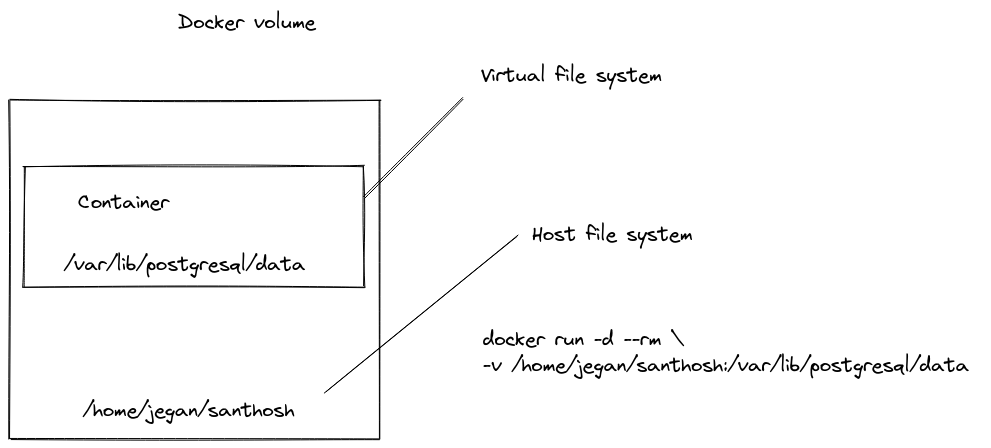 Docker volume
Virtual file system
Container
/var/lib/postgresql/data
Host file system
docker run -d --rm \
-v /home/jegan/santhosh:/var/lib/postgresql/data
/home/jegan/santhosh